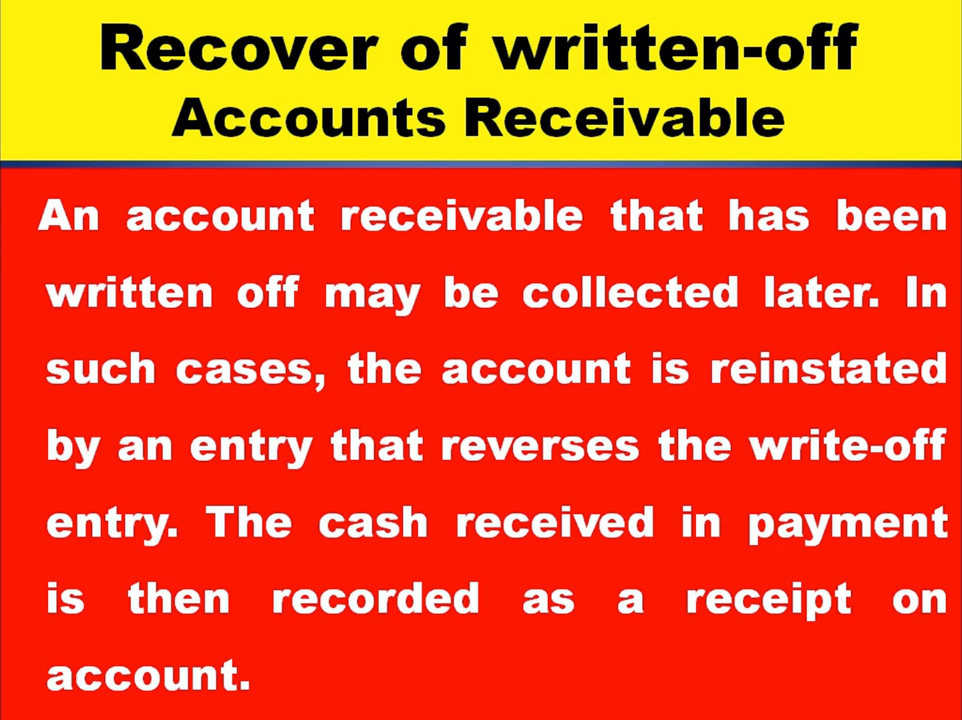 Recover of written-off
Accounts Receivable
An account receivable that has been
written off may be collected later. In
such cases, the account is reinstated
by an entry that reverses the write-off
entry. The cash received in payment
is then recorded as a receipt on
account.